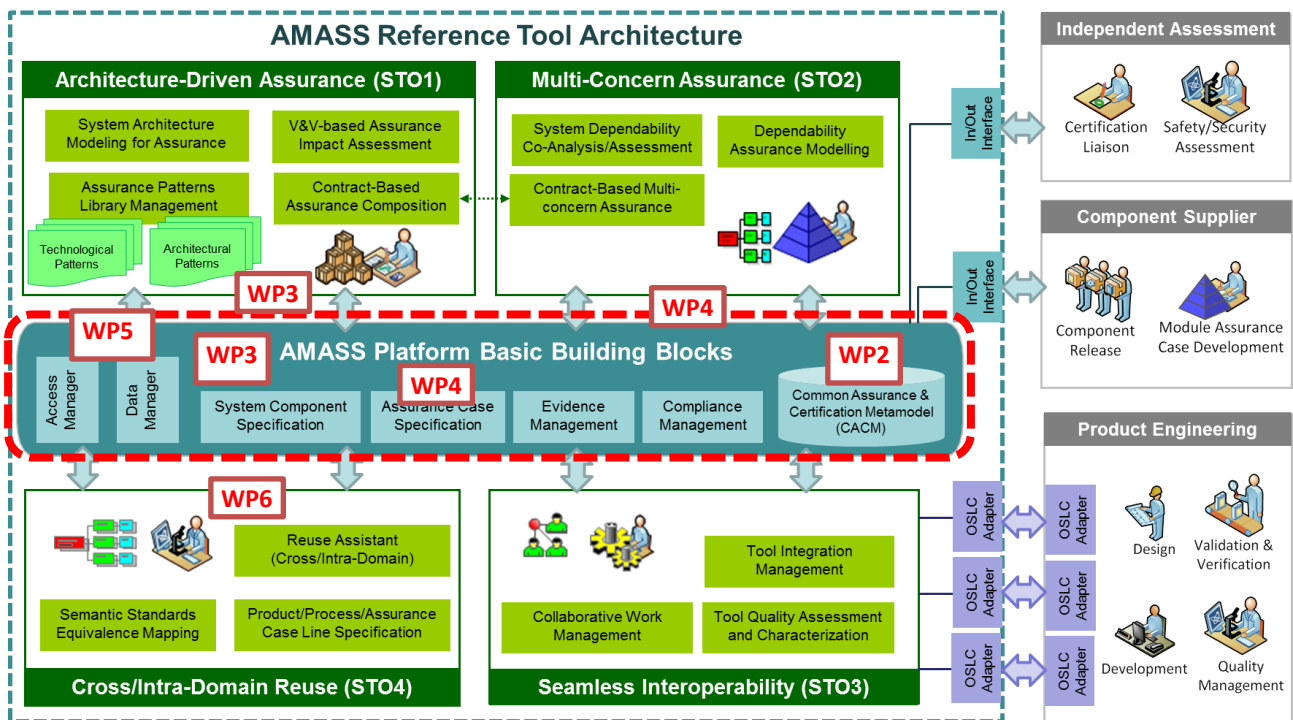 AMASS Reference Tool Architecture
Architecture-Driven Assurance (STO1)
System Architecture
Modeling for Assurance
V&V-based Assurance
Impact Assessment
Assurance Patterns
Library Management
Contract-Based
Assurance Composition
Technological
Patterns
Architectural
Patterns
WP3
Multi-Concern Assurance (STO2)
System Dependability
Co-Analysis/Assessment
Dependability
Assurance Modelling
Contract-Based Multi-
concern Assurance
WP4
In/Out
Interface
In/Out
Interface
WP5
WP3
AMASS Platform Basic Building Blocks
WP4
WP2
Access
Manager
Data
Manager
System Component
Specification
Assurance Case
Specification
Evidence
Management
Compliance
Management
Common Assurance &
Certification Metamodel
(CACM)
WP6
Reuse Assistant
(Cross/Intra-Domain)
Semantic Standards
Equivalence Mapping
Product/Process/Assurance
Case Line Specification
Cross/Intra-Domain Reuse (STO4)
Tool Integration
Management
Collaborative Work
Management
Tool Quality Assessment
and Characterization
Seamless Interoperability (STO3)
OSLC
Adapter
OSLC
Adapter
OSLC
Adapter
OSLC
Adapter
OSLC
Adapter
OSLC
Adapter
Independent Assessment
Certification
Liaison
Safety/Security
Assessment
Component Supplier
Component
Release
Module Assurance
Case Development
Product Engineering
Design
Validation &
Verification
Development
Quality
Management